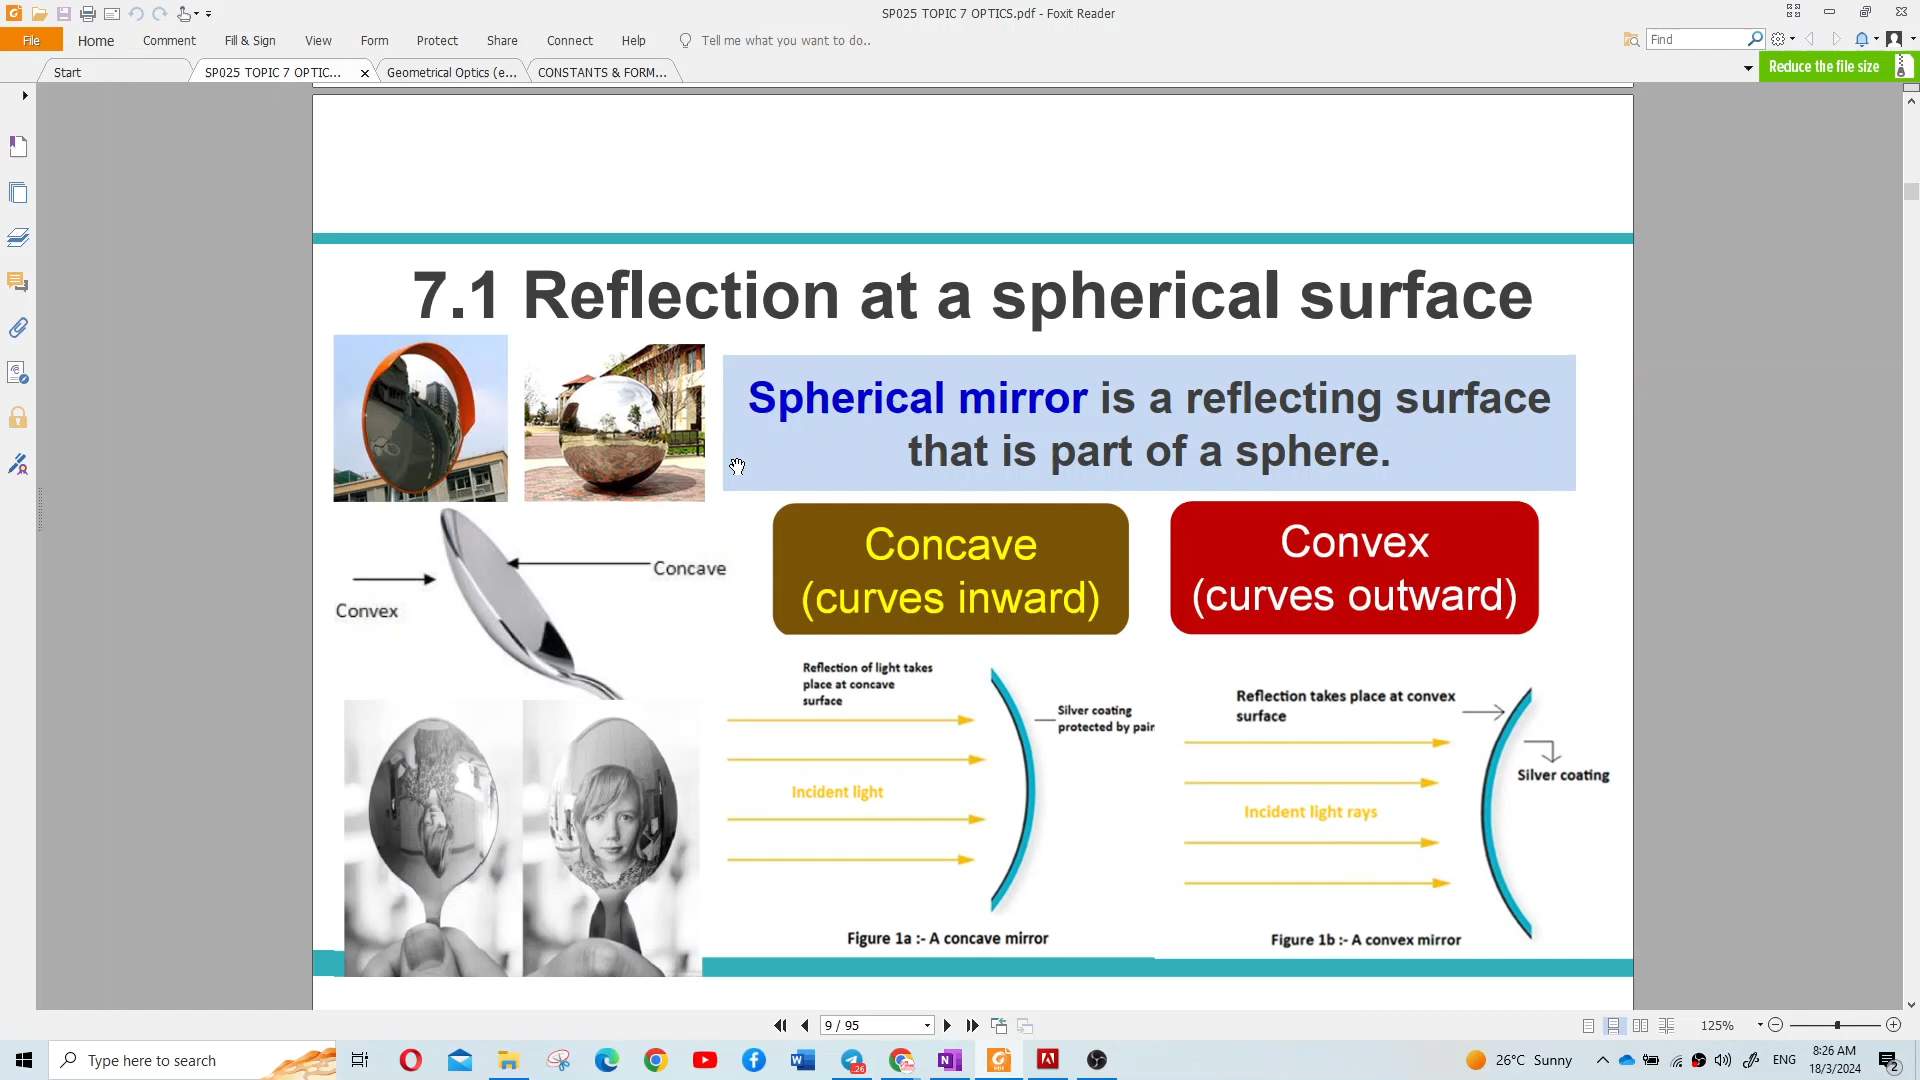 SP025 TOPIC 7 OPTICS.pdf - Foxit Reader
File Home Comment Fill & Sign View Form Protect Share Connect Help Tell me what you want to do.. Find
Start SP025 TOPIC 7 OPTIC... Geometrical Optics (e... CONSTANTS & FORM... Reduce the file size
7.1 Reflection at a spherical surface
Spherical mirror is a reflecting surface
that is part of a sphere.
Concave
Convex
Concave
(curves inward)
Convex
(curves outward)
Reflection of light takes
place at concave
surface
Silver coating
protected by pair
Incident light
Figure 1a :- A concave mirror
Reflection takes place at convex
surface
Silver coating
Incident light rays
Figure 1b :- A convex mirror
9 / 95 125%
Type here to search 26 26°C Sunny ENG 8:26 AM
18/3/2024 2